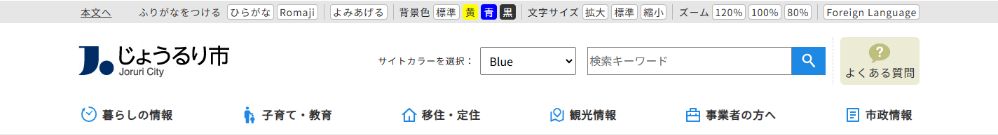 本文へ ふりがなをつける ひらがな Romaji よみあげる 背景色 標準 黄 青 黒 文字サイズ 拡大 標準 縮小 ズーム 120% 100% 80% Foreign Language
じょうるり市
Joruri City
サイトカラーを選択： Blue 検索キーワード
?
よくある質問
暮らしの情報 子育て・教育 移住・定住 観光情報 事業者の方へ 市政情報